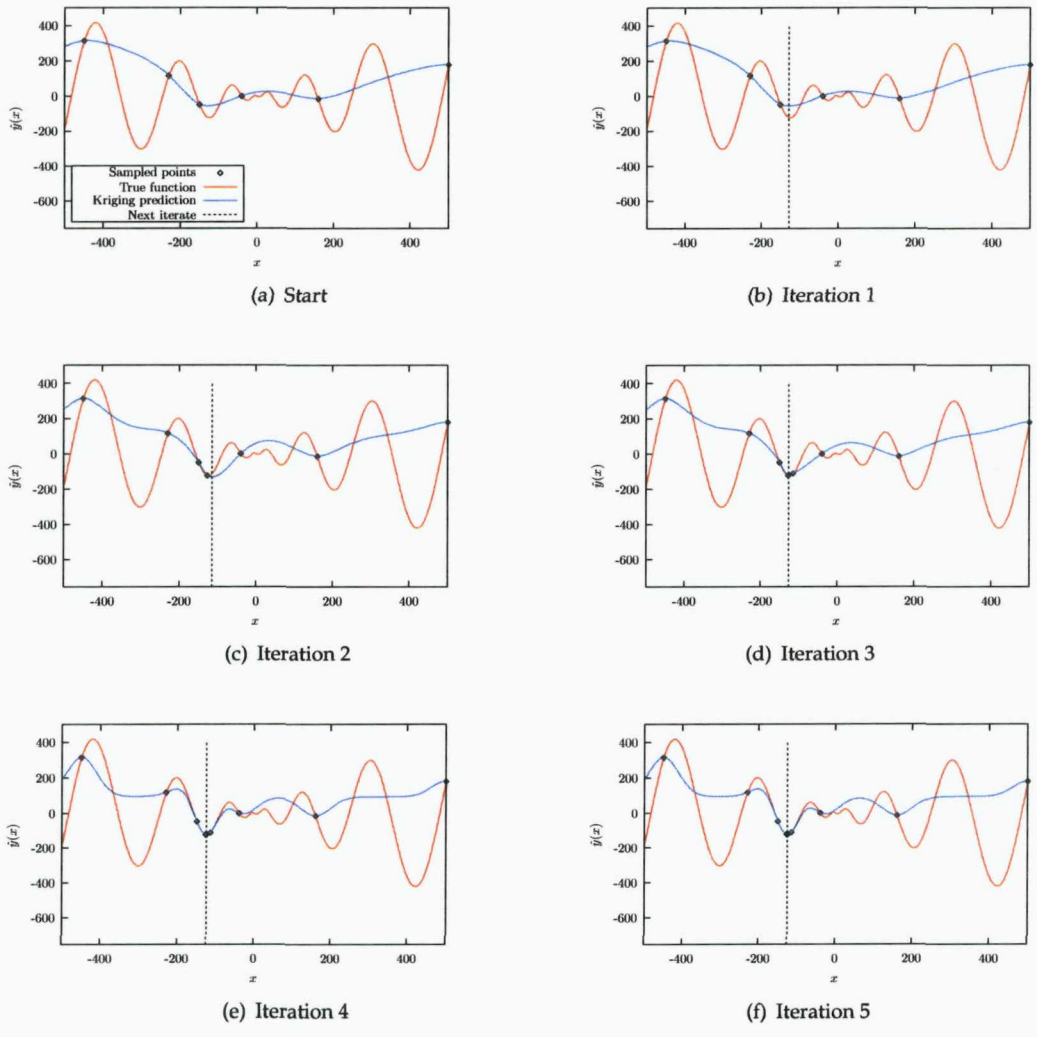 400
200
0
-200
-400
-600
ŷ(x)
Sampled points
True function
Kriging prediction
Next iterate
-400 -200 0 200 400
x
(a) Start
400
200
0
-200
-400
-600
ŷ(x)
-400 -200 0 200 400
x
(b) Iteration 1
400
200
0
-200
-400
-600
ŷ(x)
-400 -200 0 200 400
x
(c) Iteration 2
400
200
0
-200
-400
-600
ŷ(x)
-400 -200 0 200 400
x
(d) Iteration 3
400
200
0
-200
-400
-600
ŷ(x)
-400 -200 0 200 400
x
(e) Iteration 4
400
200
0
-200
-400
-600
ŷ(x)
-400 -200 0 200 400
x
(f) Iteration 5